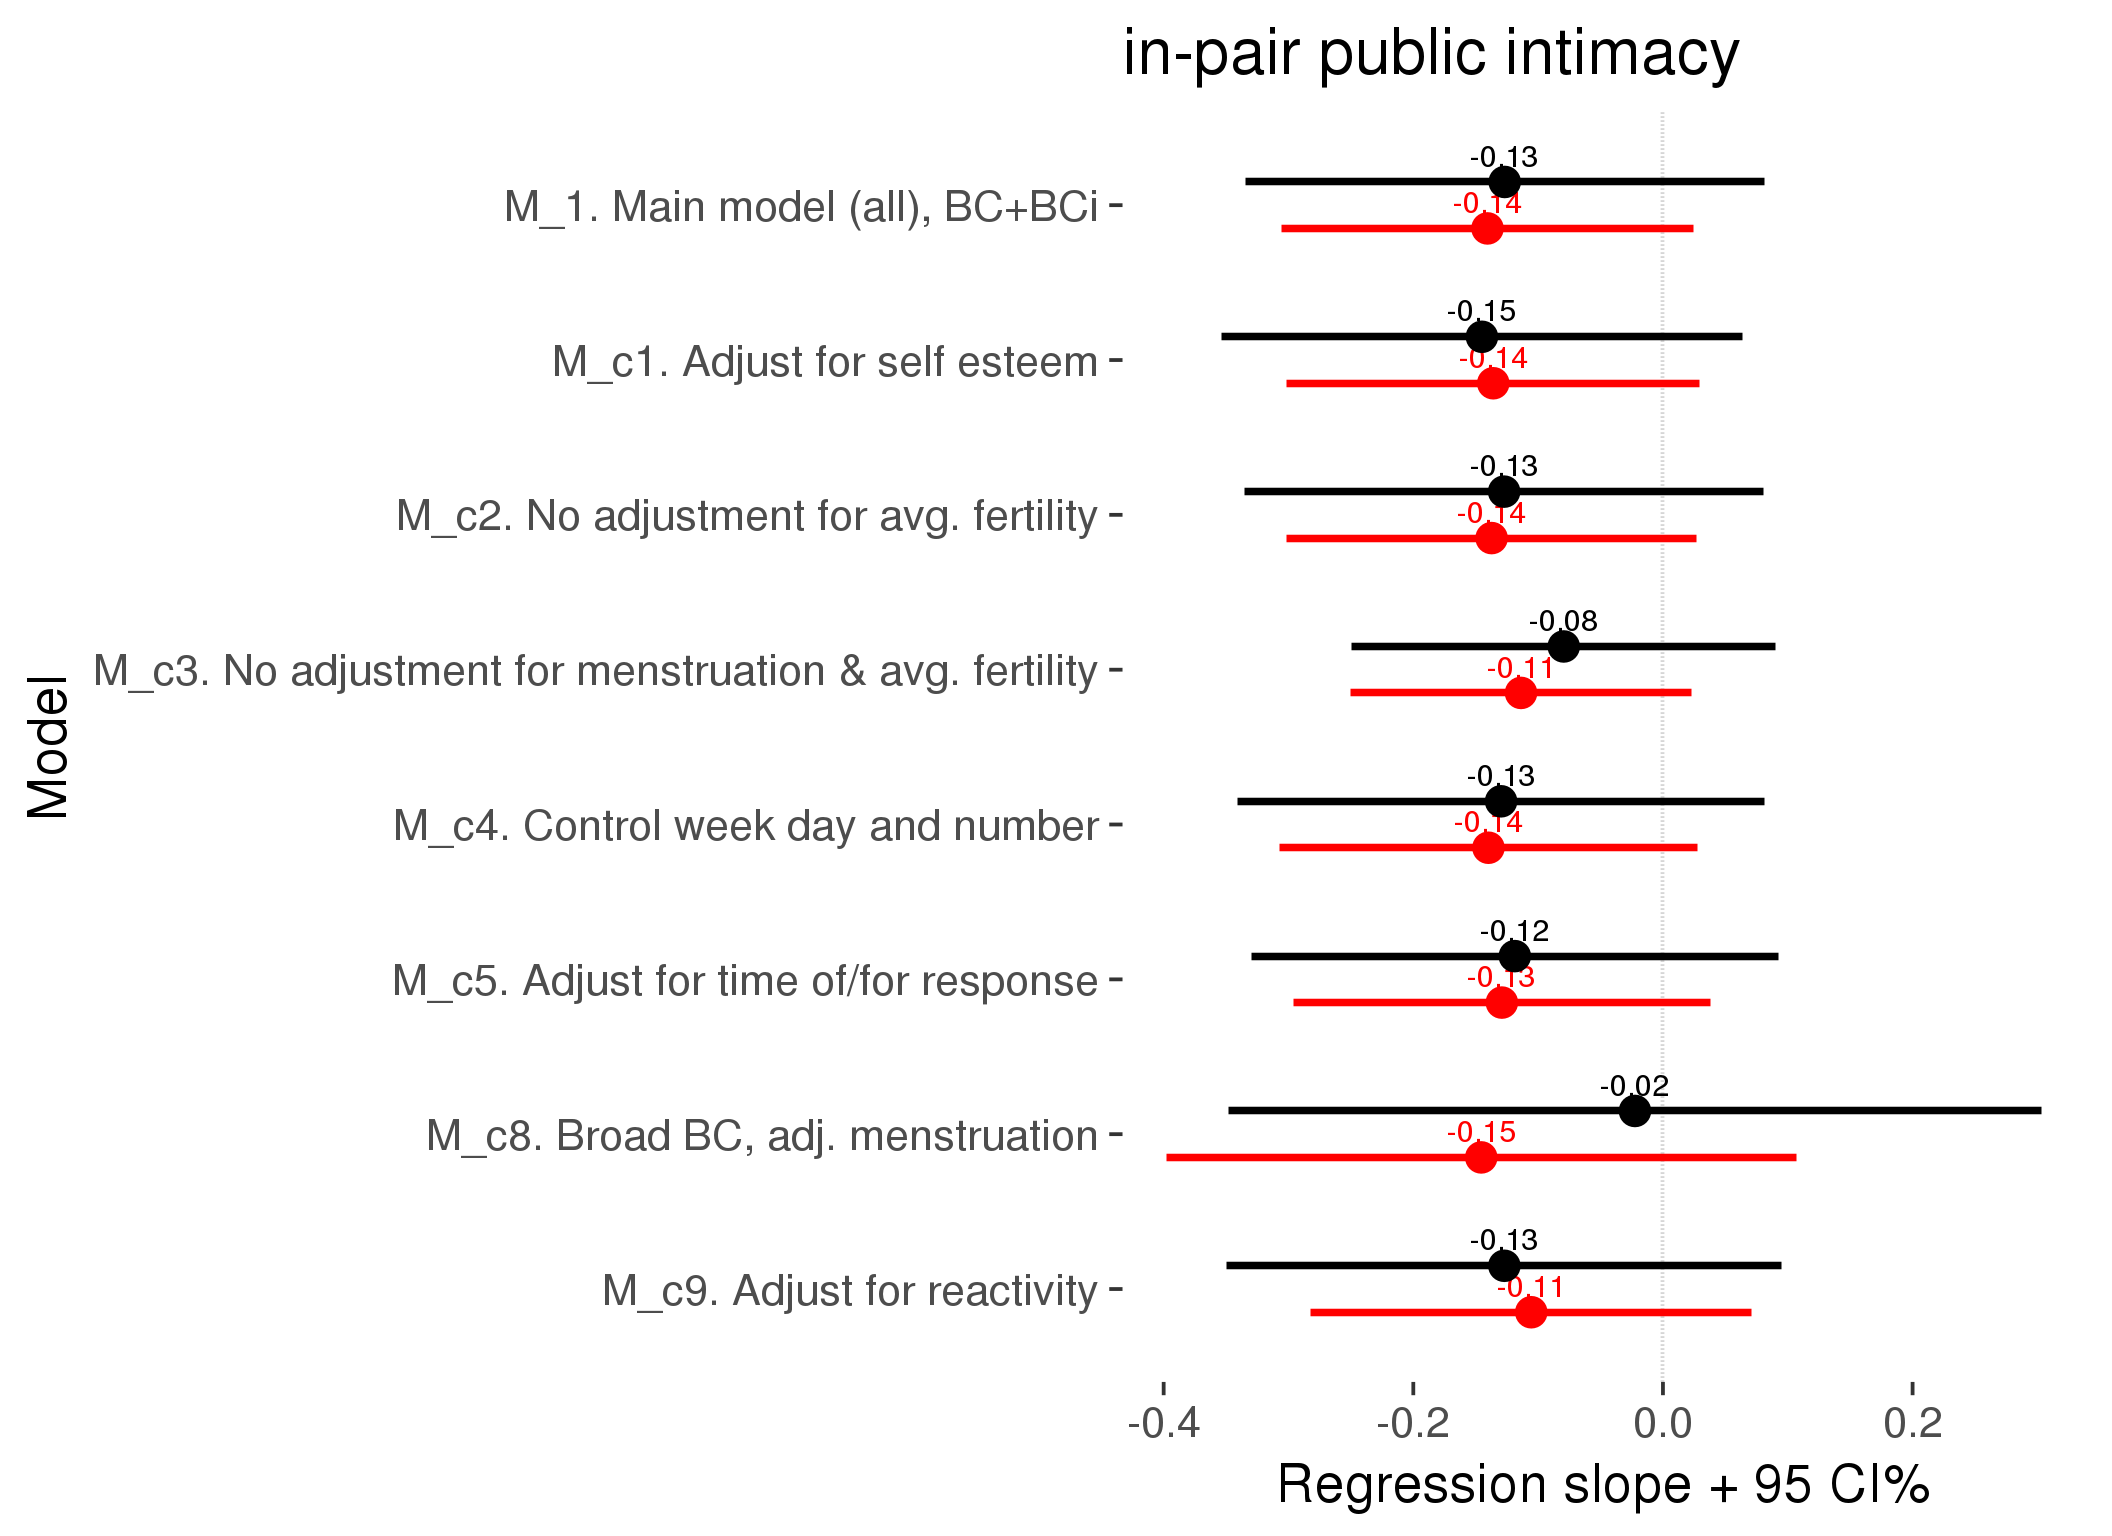 in-pair public intimacy
M_1. Main model (all), BC+BCi
-0.13
-0.14
M_c1. Adjust for self esteem
-0.15
-0.14
M_c2. No adjustment for avg. fertility
-0.13
-0.14
M_c3. No adjustment for menstruation & avg. fertility
-0.08
-0.11
M_c4. Control week day and number
-0.13
-0.14
M_c5. Adjust for time of/for response
-0.12
-0.13
M_c8. Broad BC, adj. menstruation
-0.02
-0.15
M_c9. Adjust for reactivity
-0.13
-0.11
Model
-0.4 -0.2 0.0 0.2
Regression slope + 95 CI%